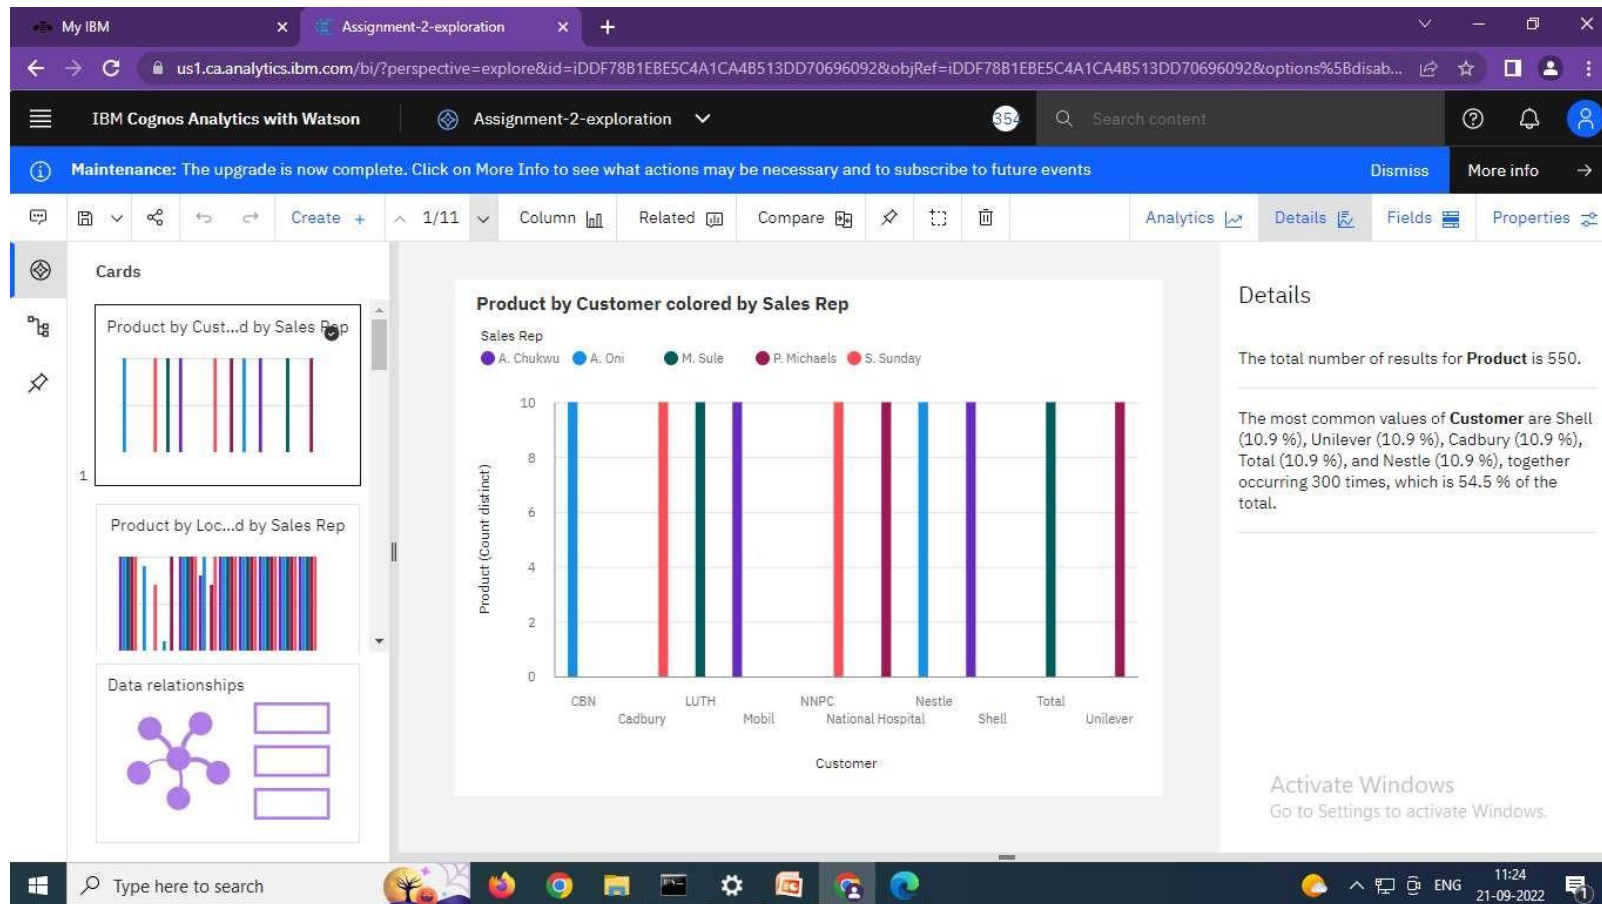 My IBM
Assignment-2-exploration
us1.ca.analytics.ibm.com/bi/?perspective=explore&id=iDDF78B1EBE5C4A1CA4B513DD70696092&objRef=iDDF78B1EBE5C4A1CA4B513DD70696092&options%5Bdisab...
IBM Cognos Analytics with Watson
Assignment-2-exploration
354
Search content
Maintenance: The upgrade is now complete. Click on More Info to see what actions may be necessary and to subscribe to future events
Dismiss
More info
Create +
1/11
Column
Related
Compare
Analytics
Details
Fields
Properties
Cards
Product by Cust...d by Sales Rep
1
Product by Loc...d by Sales Rep
Data relationships
Product by Customer colored by Sales Rep
Sales Rep
A. Chukwu A. Oni M. Sule P. Michaels S. Sunday
Product (Count distinct)
10
8
6
4
2
0
CBN LUTH NNPC Nestle Total
Cadbury Mobil National Hospital Shell Unilever
Customer
Details
The total number of results for Product is 550.
The most common values of Customer are Shell
(10.9 %), Unilever (10.9 %), Cadbury (10.9 %),
Total (10.9 %), and Nestle (10.9 %), together
occurring 300 times, which is 54.5 % of the
total.
Activate Windows
Go to Settings to activate Windows.
Type here to search
ENG
11:24
21-09-2022
1